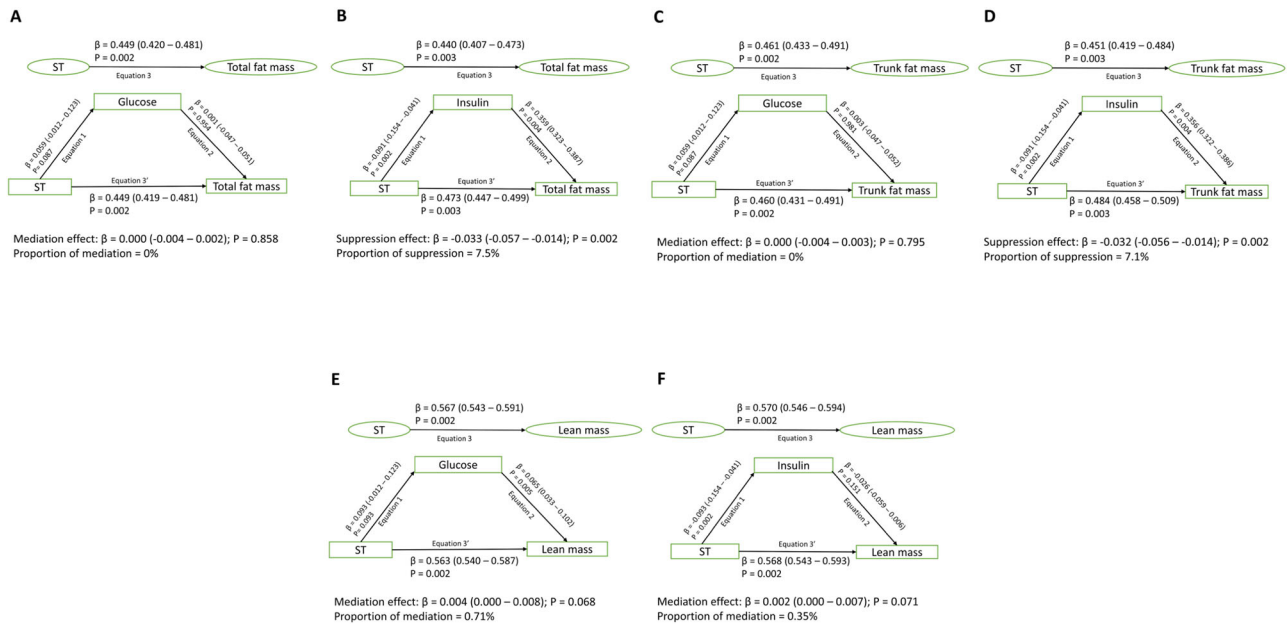 A
β = 0.449 (0.420 – 0.481)
P = 0.002
ST
Total fat mass
Equation 3
Glucose
β = 0.059 (-0.012 – 0.123)
P= 0.087
Equation 1
β = 0.001 (-0.047 – 0.051)
P = 0.954
Equation 2
ST
Equation 3′
Total fat mass
β = 0.449 (0.419 – 0.481)
P = 0.002
Mediation effect: β = 0.000 (-0.004 – 0.002); P = 0.858
Proportion of mediation = 0%
B
β = 0.440 (0.407 – 0.473)
P = 0.003
ST
Total fat mass
Equation 3
Insulin
β = -0.091 (-0.154 – -0.041)
P = 0.002
Equation 1
β = 0.359 (0.323 – 0.387)
P = 0.004
Equation 2
ST
Equation 3′
Total fat mass
β = 0.473 (0.447 – 0.499)
P = 0.003
Suppression effect: β = -0.033 (-0.057 – -0.014); P = 0.002
Proportion of suppression = 7.5%
C
β = 0.461 (0.433 – 0.491)
P = 0.002
ST
Trunk fat mass
Equation 3
Glucose
β = 0.059 (-0.012 – 0.123)
P= 0.087
Equation 1
β = 0.003 (-0.047 – 0.052)
P = 0.981
Equation 2
ST
Equation 3′
Trunk fat mass
β = 0.460 (0.431 – 0.491)
P = 0.002
Mediation effect: β = 0.000 (-0.004 – 0.003); P = 0.795
Proportion of mediation = 0%
D
β = 0.451 (0.419 – 0.484)
P = 0.003
ST
Trunk fat mass
Equation 3
Insulin
β = -0.091 (-0.154 – -0.041)
P = 0.002
Equation 1
β = 0.356 (0.322 – 0.386)
P = 0.004
Equation 2
ST
Equation 3′
Trunk fat mass
β = 0.484 (0.458 – 0.509)
P = 0.003
Suppression effect: β = -0.032 (-0.056 – -0.014); P = 0.002
Proportion of suppression = 7.1%
E
β = 0.567 (0.543 – 0.591)
P = 0.002
ST
Lean mass
Equation 3
Glucose
β = 0.093 (-0.012 – 0.123)
P= 0.093
Equation 1
β = 0.065 (0.033 – 0.102)
P = 0.005
Equation 2
ST
Equation 3′
Lean mass
β = 0.563 (0.540 – 0.587)
P = 0.002
Mediation effect: β = 0.004 (0.000 – 0.008); P = 0.068
Proportion of mediation = 0.71%
F
β = 0.570 (0.546 – 0.594)
P = 0.002
ST
Lean mass
Equation 3
Insulin
β = -0.093 (-0.154 – -0.041)
P = 0.002
Equation 1
β = -0.026 (-0.059 – 0.006)
P = 0.151
Equation 2
ST
Equation 3′
Lean mass
β = 0.568 (0.543 – 0.593)
P = 0.002
Mediation effect: β = 0.002 (0.000 – 0.007); P = 0.071
Proportion of mediation = 0.35%